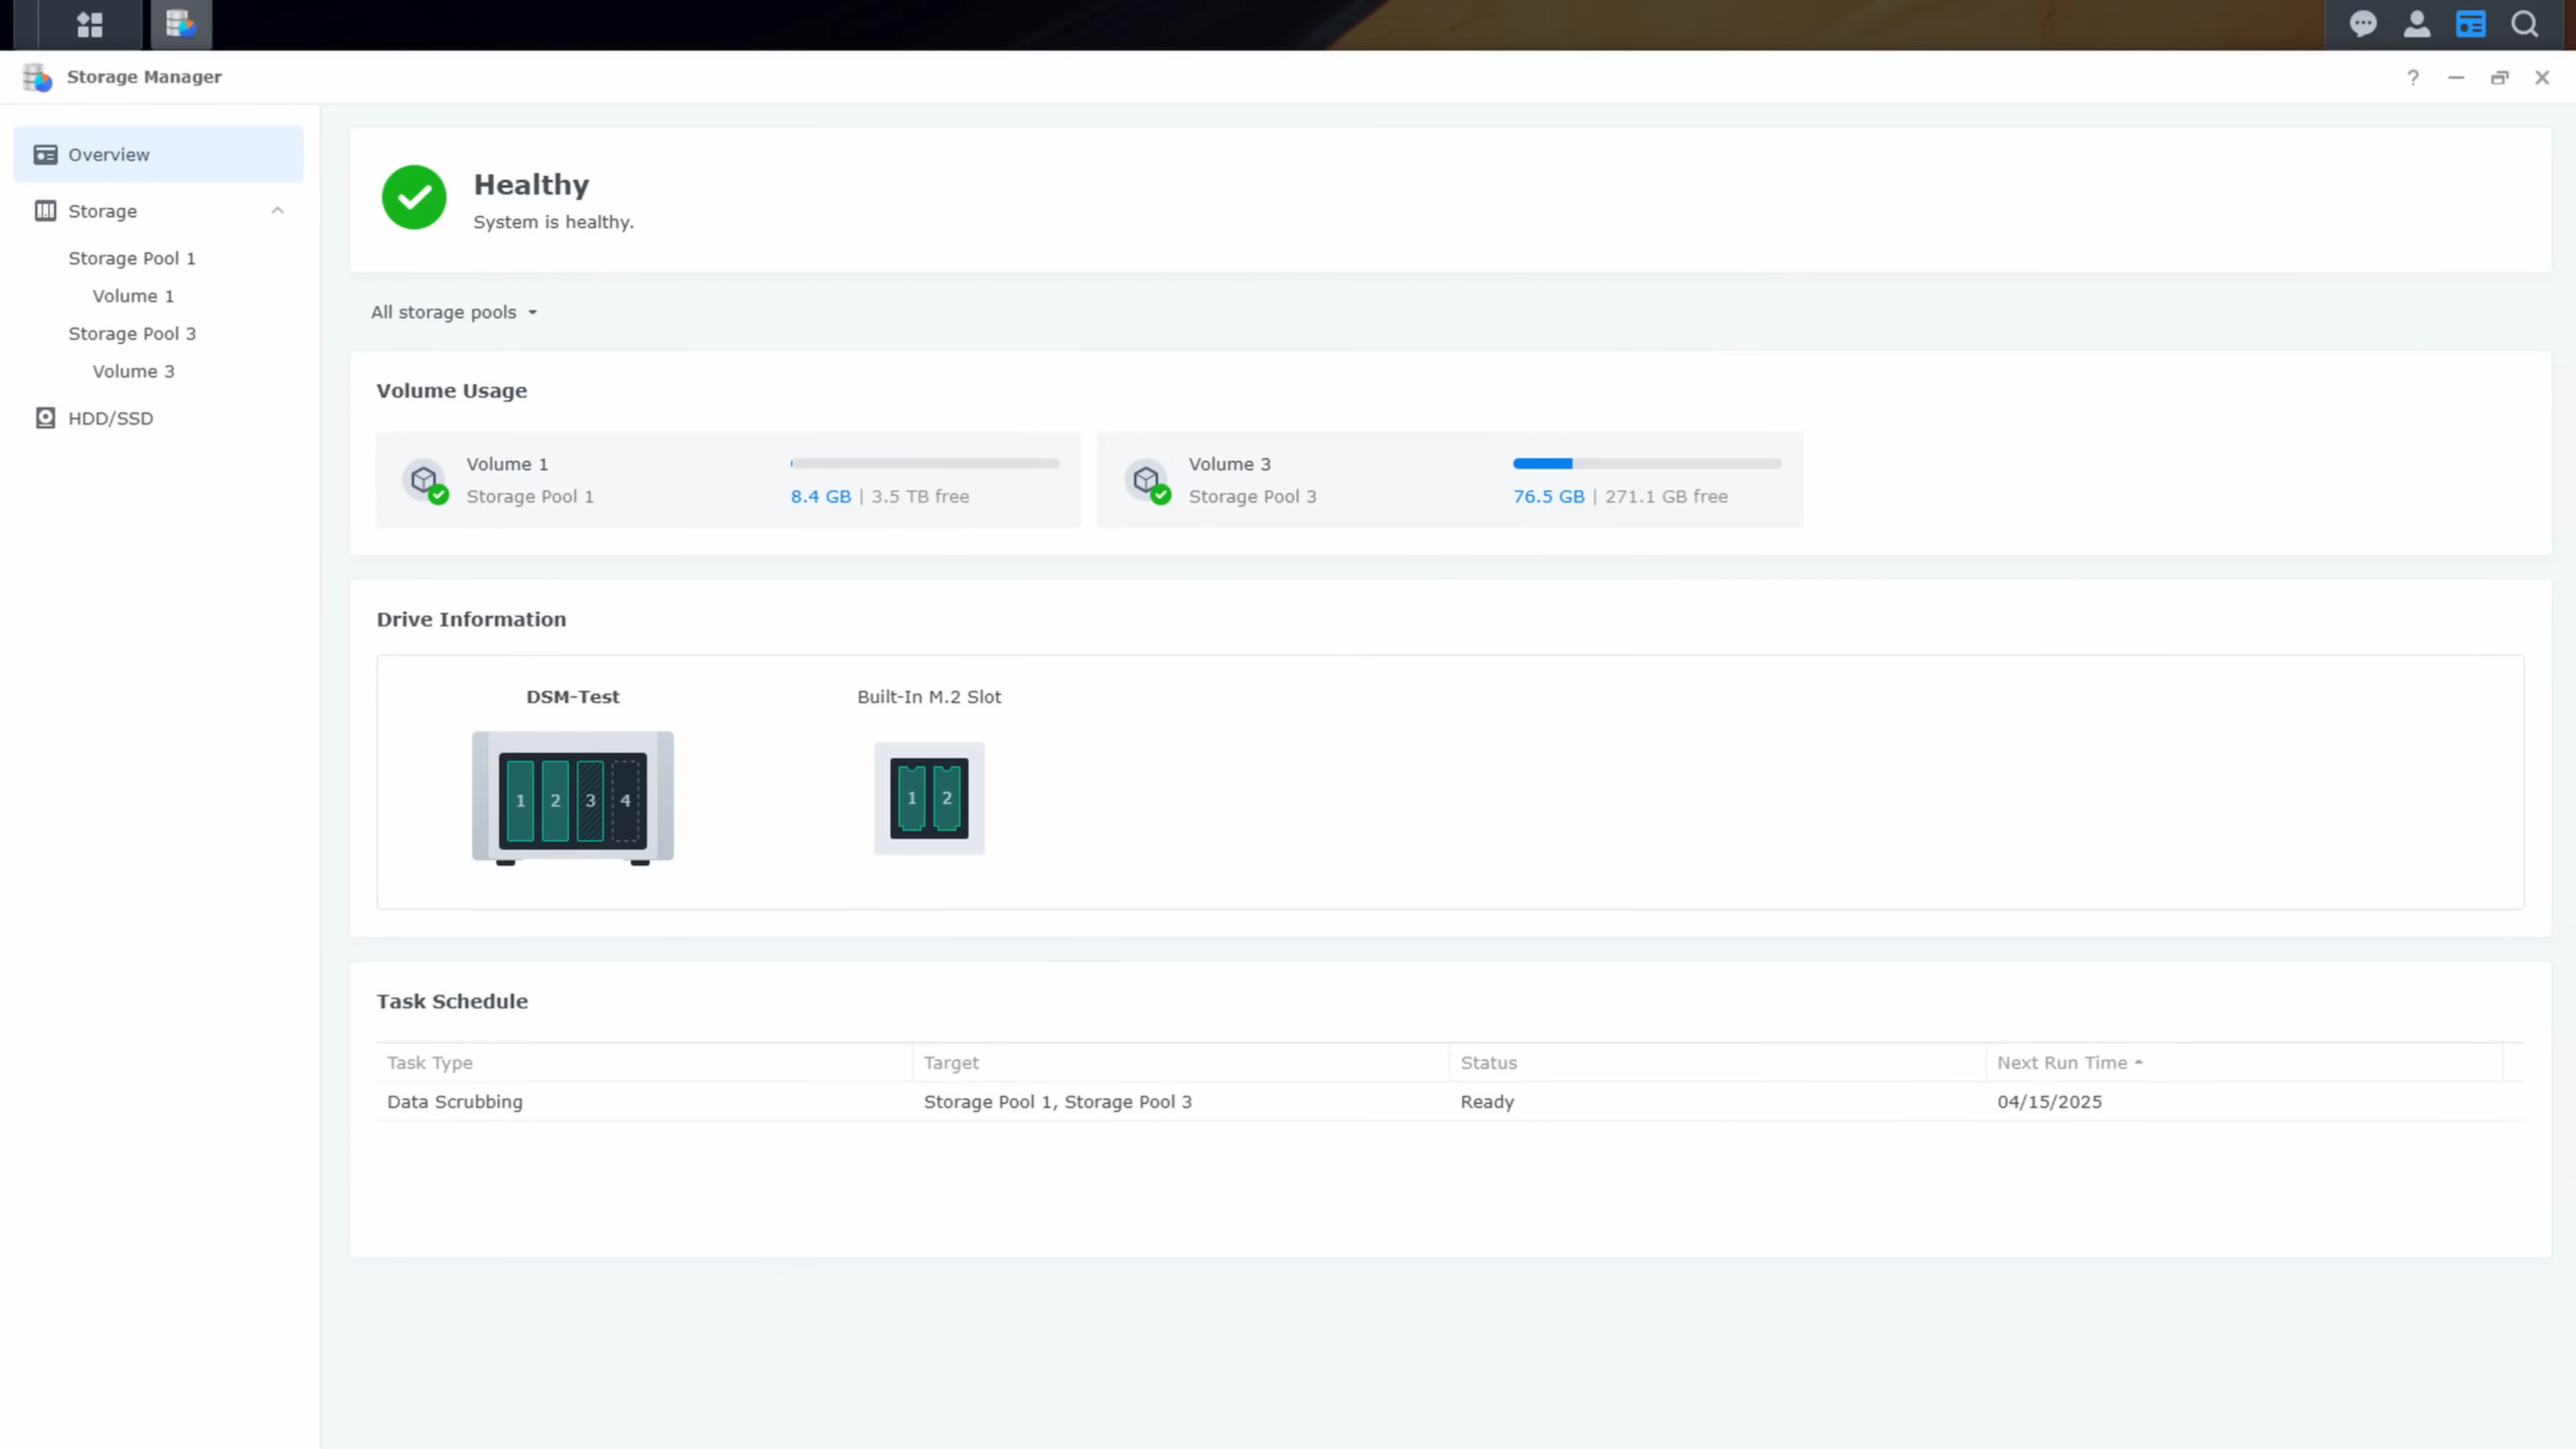 Storage Manager
Overview
Storage
Storage Pool 1
Volume 1
Storage Pool 3
Volume 3
HDD/SSD
Healthy
System is healthy.
All storage pools
Volume Usage
Volume 1
Storage Pool 1
8.4 GB | 3.5 TB free
Volume 3
Storage Pool 3
76.5 GB | 271.1 GB free
Drive Information
DSM-Test
1 2 3 4
Built-In M.2 Slot
1 2
Task Schedule
Task Type Target Status Next Run Time
Data Scrubbing Storage Pool 1, Storage Pool 3 Ready 04/15/2025